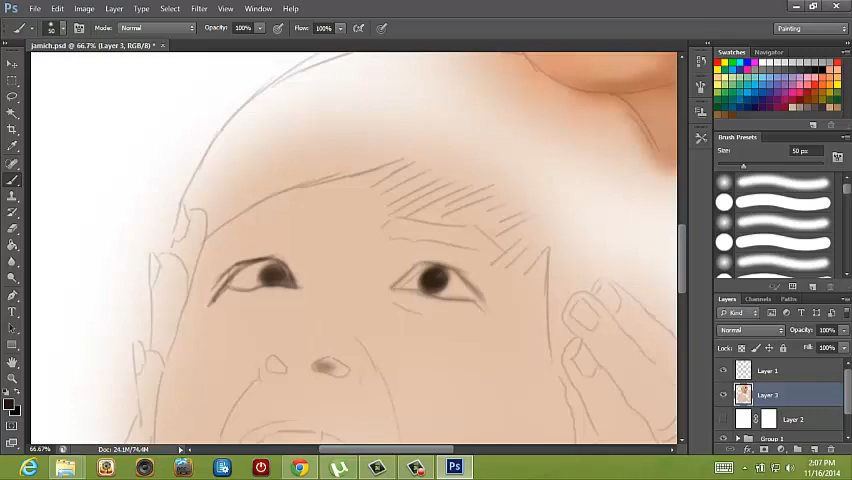 Ps File Edit Image Layer Type Select Filter View Window Help
50 Mode: Normal Opacity: 100% Flow: 100% Painting
jamich.psd @ 66.7% (Layer 3, RGB/8) * ×
Swatches Navigator
Brush Presets
Size: 50 px
Layers Channels Paths
Kind
Normal Opacity: 100%
Lock: Fill: 100%
Layer 1
Layer 3
Layer 2
Group 1
66.67% Doc: 24.1M/74.4M
Ps
2:07 PM
11/16/2014